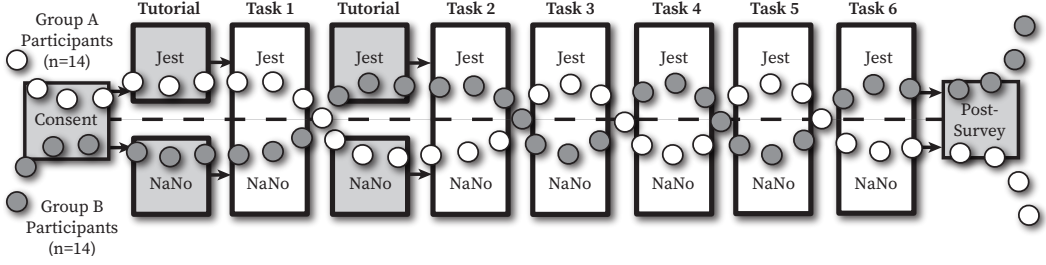 Tutorial Task 1 Tutorial Task 2 Task 3 Task 4 Task 5 Task 6
Group A
Participants
(n=14)
Jest Jest Jest Jest Jest Jest Jest Jest
Consent
Post-
Survey
NaNo NaNo NaNo NaNo NaNo NaNo NaNo NaNo
Group B
Participants
(n=14)